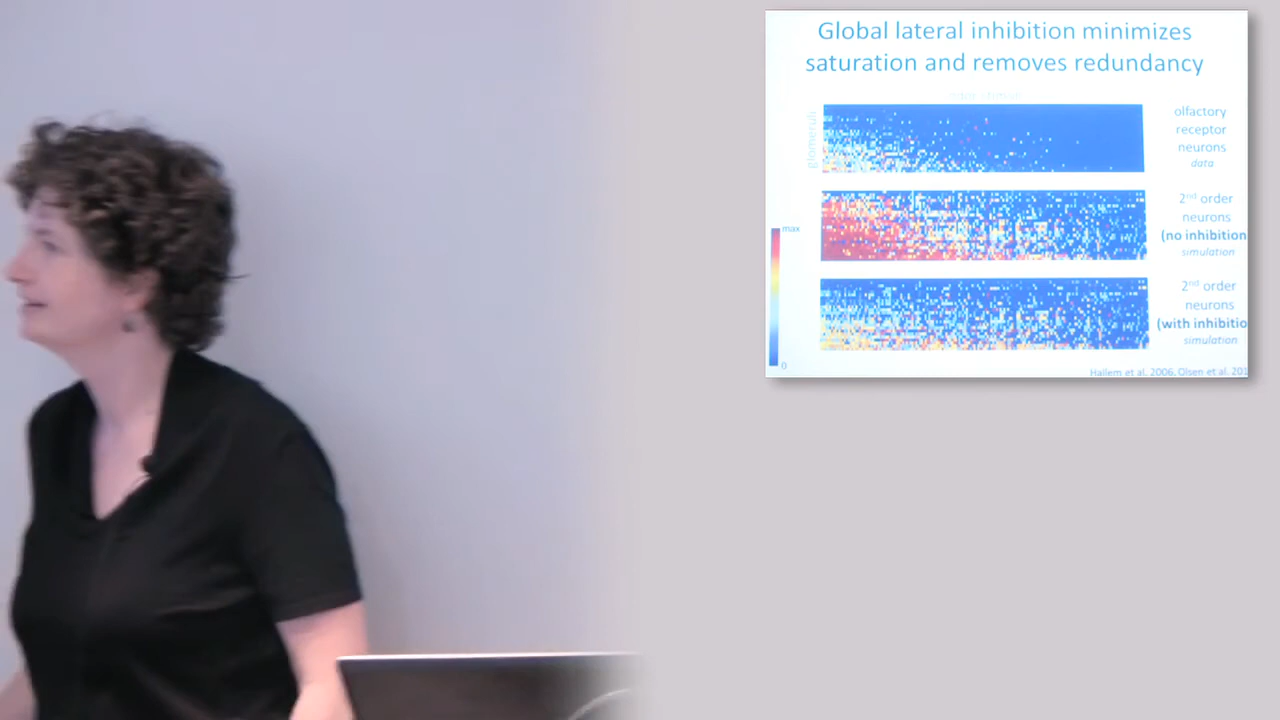 Global lateral inhibition minimizes
saturation and removes redundancy
glomeruli
olfactory
receptor
neurons
data
max
2nd order
neurons
(no inhibition
simulation
2nd order
neurons
(with inhibitio
simulation
0
Hallem et al. 2006, Olsen et al. 201